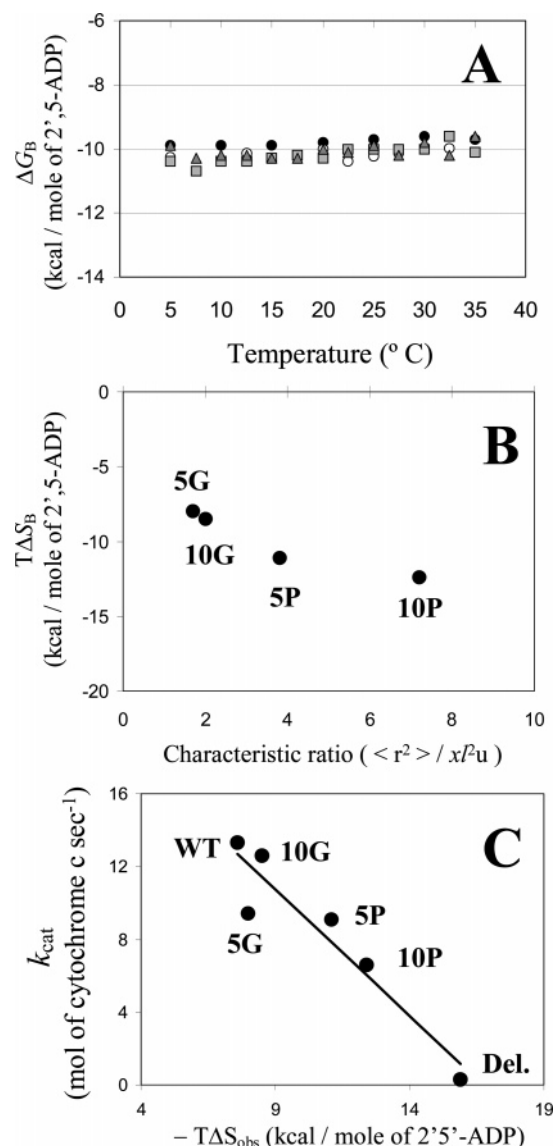 A
-6
-8
-10
-12
-14
ΔG_B
(kcal / mole of 2',5-ADP)
0 5 10 15 20 25 30 35 40
Temperature (º C)
B
0
-5
-10
-15
-20
TΔS_B
(kcal / mole of 2',5-ADP)
5G
10G
5P
10P
0 2 4 6 8 10
Characteristic ratio ( < r² > / xl²u )
C
16
12
8
4
0
k_cat
(mol of cytochrome c sec⁻¹)
WT
10G
5G
5P
10P
Del.
4 9 14 19
– TΔS_obs (kcal / mole of 2'5'-ADP)